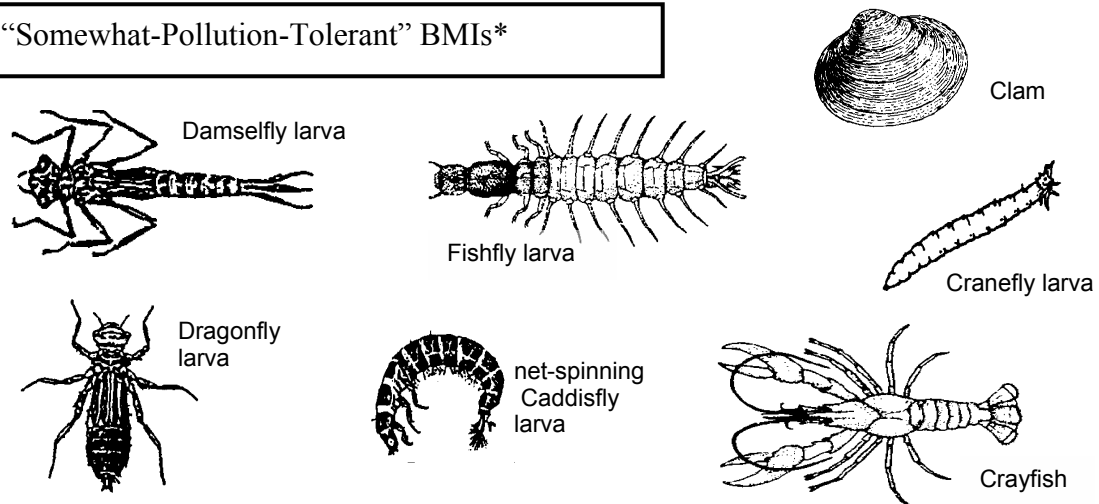 “Somewhat-Pollution-Tolerant” BMIs*
Clam
Damselfly larva
Fishfly larva
Cranefly larva
Dragonfly
larva
net-spinning
Caddisfly
larva
Crayfish